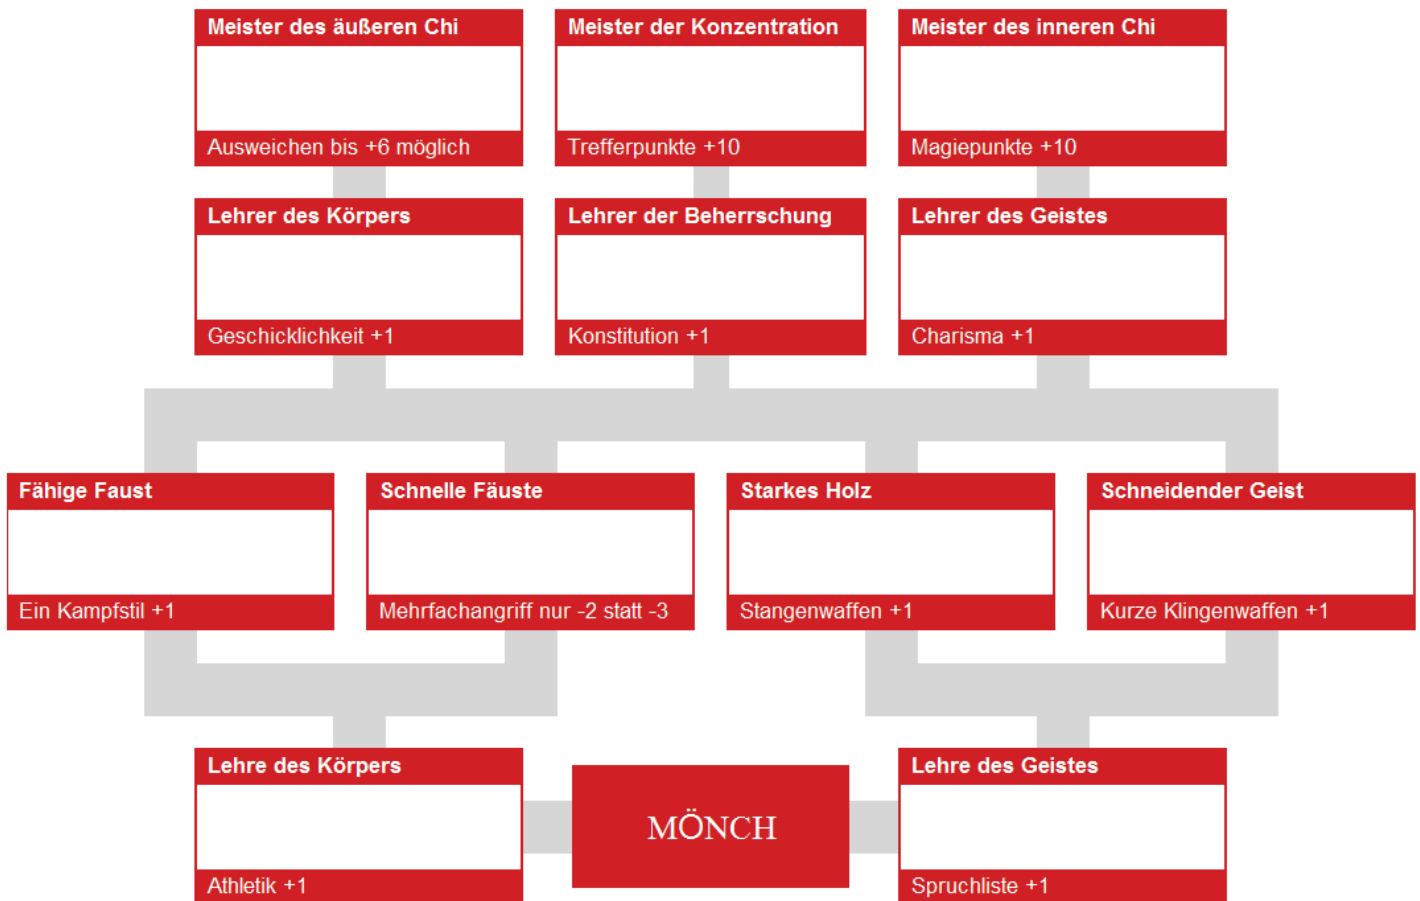 Meister des äußeren Chi
Ausweichen bis +6 möglich
Meister der Konzentration
Trefferpunkte +10
Meister des inneren Chi
Magiepunkte +10
Lehrer des Körpers
Geschicklichkeit +1
Lehrer der Beherrschung
Konstitution +1
Lehrer des Geistes
Charisma +1
Fähige Faust
Ein Kampfstil +1
Schnelle Fäuste
Mehrfachangriff nur -2 statt -3
Starkes Holz
Stangenwaffen +1
Schneidender Geist
Kurze Klingenwaffen +1
Lehre des Körpers
Athletik +1
MÖNCH
Lehre des Geistes
Spruchliste +1